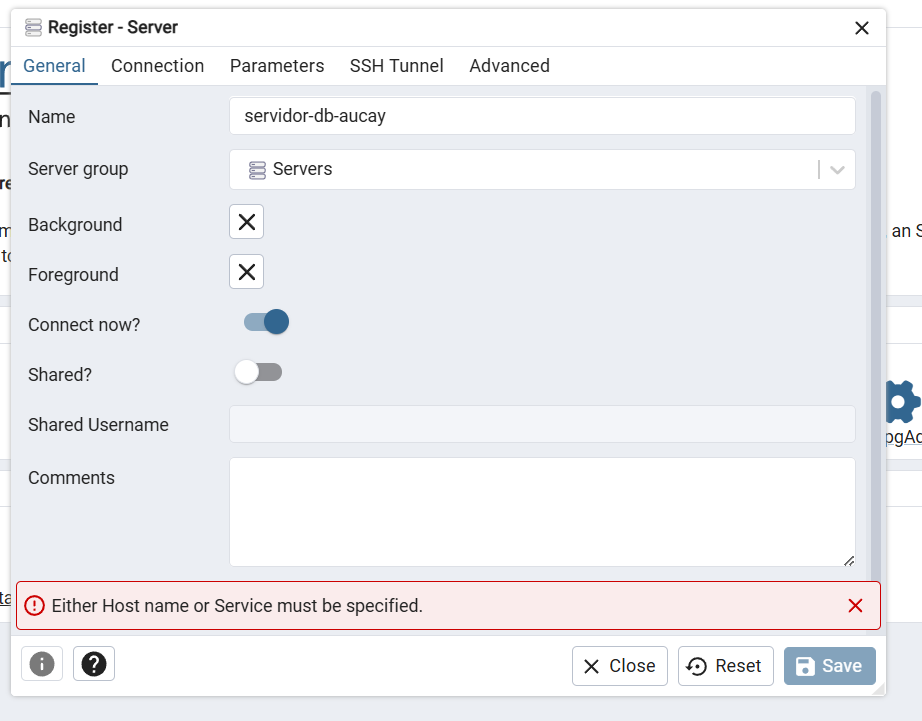 Register - Server
General Connection Parameters SSH Tunnel Advanced
Name servidor-db-aucay
Server group Servers
Background
an S
to
Foreground
Connect now?
Shared?
Shared Username
pgAd
Comments
Either Host name or Service must be specified.
Close Reset Save